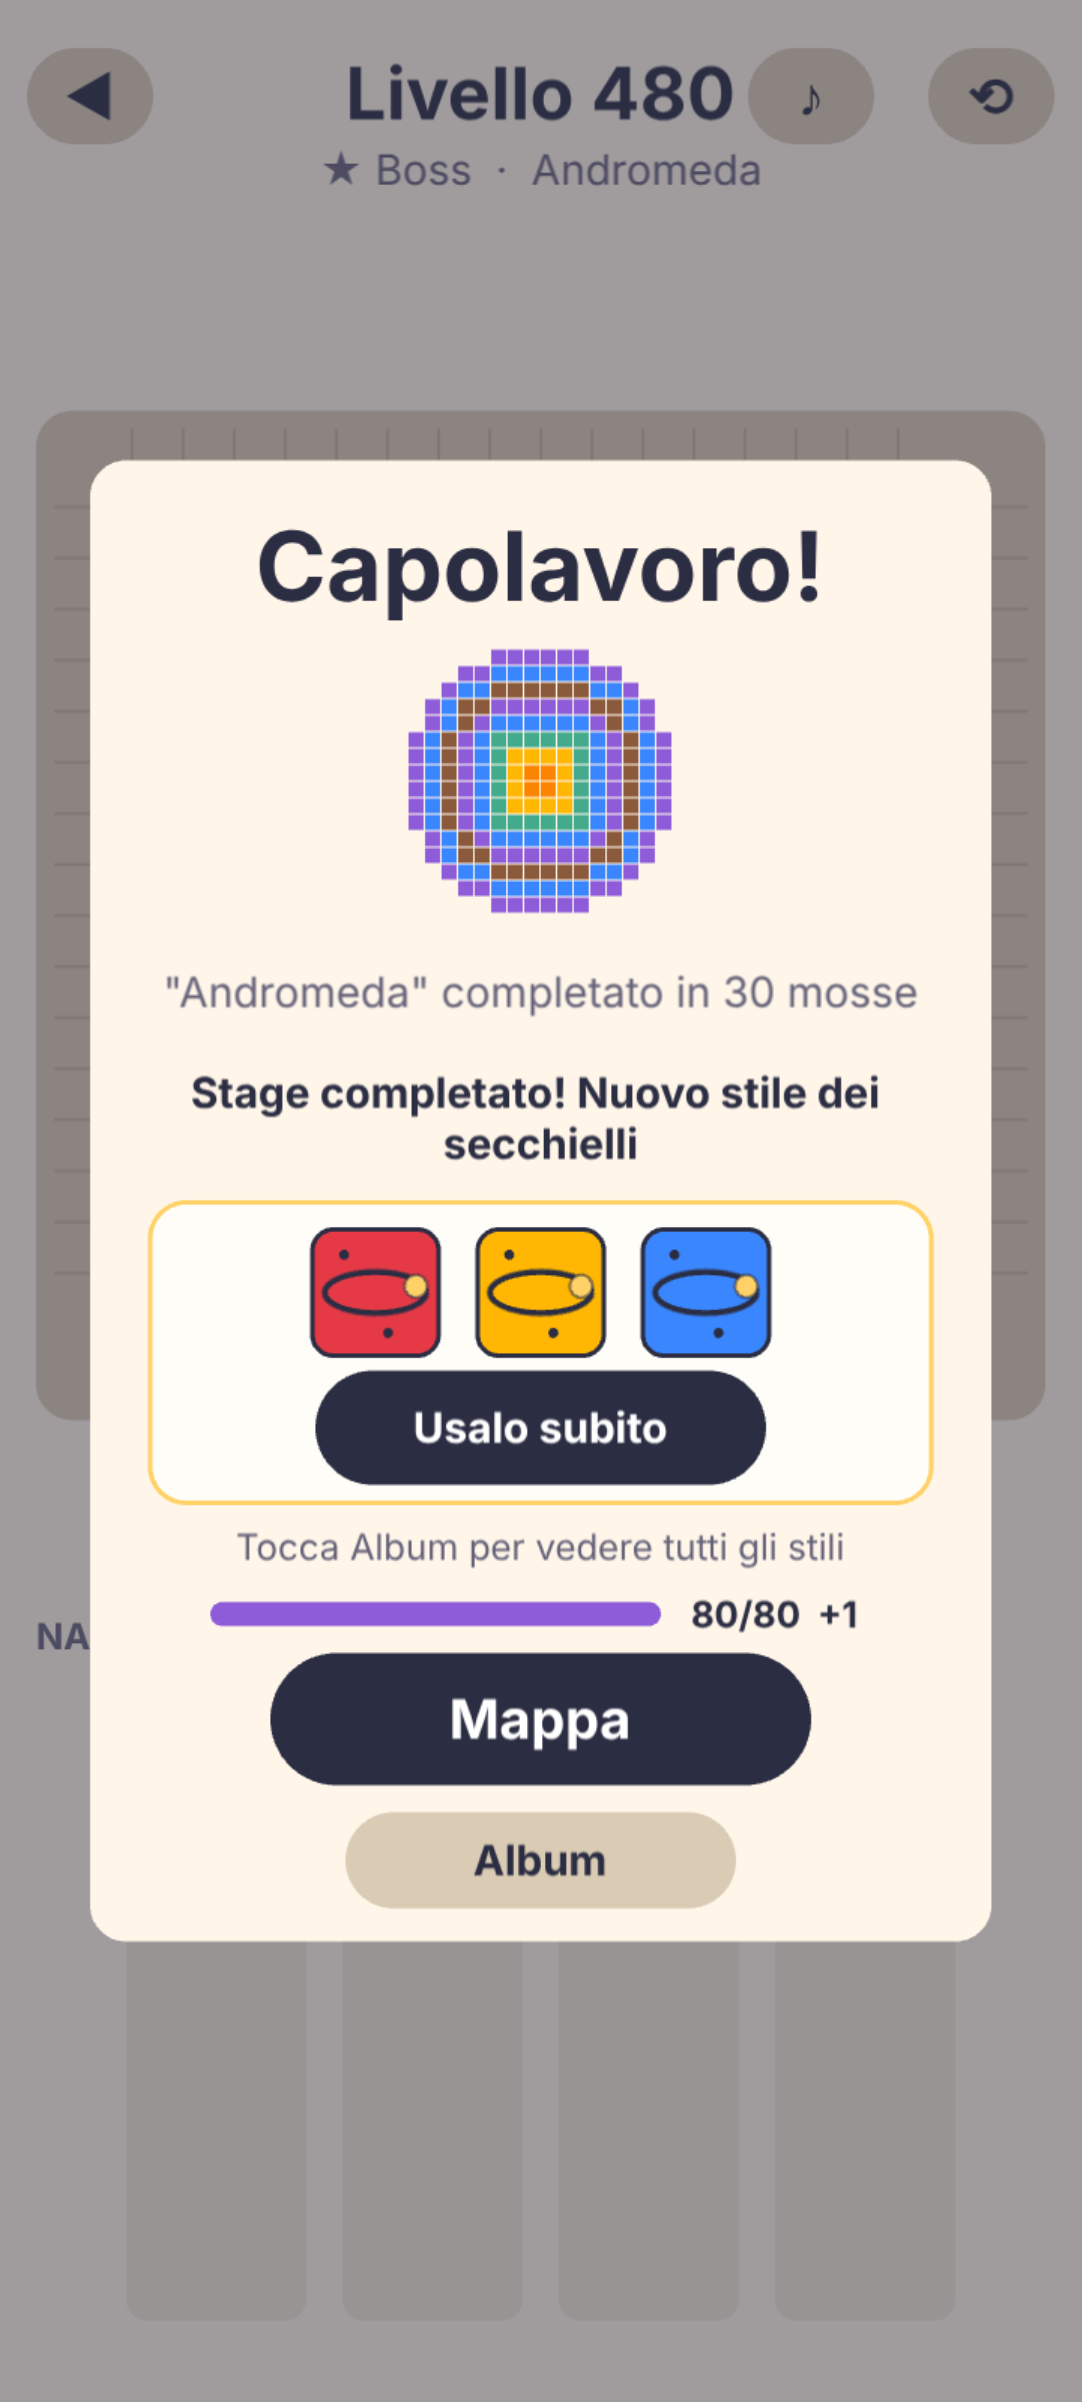 Livello 480
★ Boss · Andromeda
Capolavoro!
"Andromeda" completato in 30 mosse
Stage completato! Nuovo stile dei
secchielli
Usalo subito
Tocca Album per vedere tutti gli stili
80/80 +1
NA
Mappa
Album